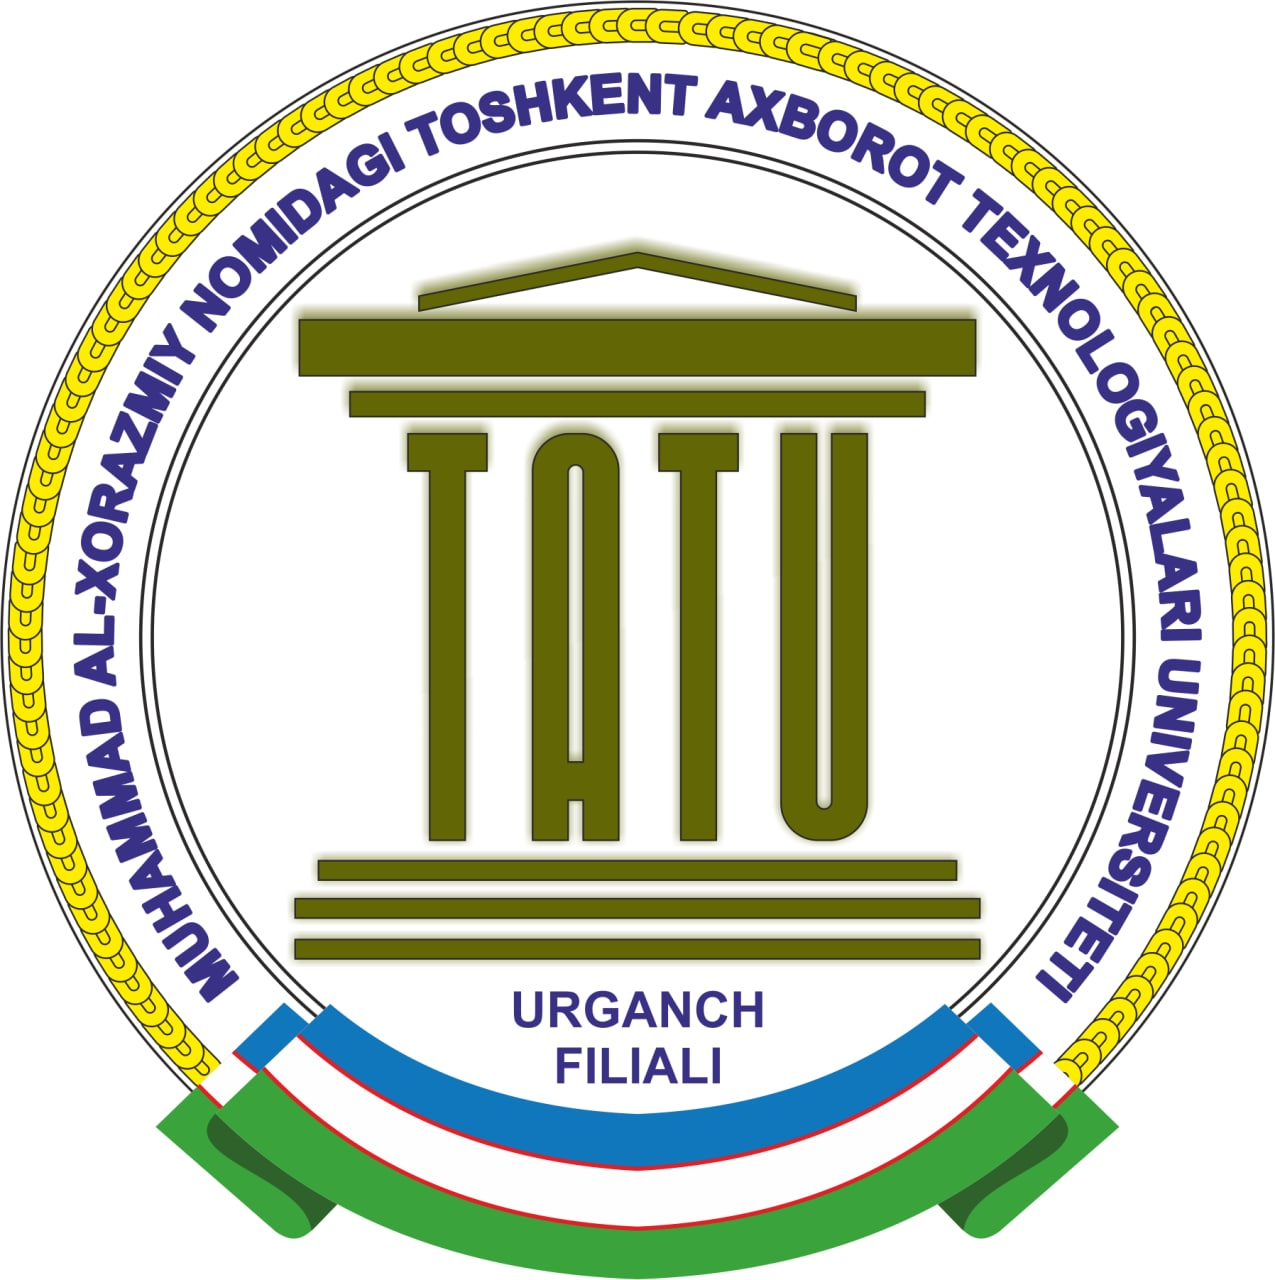 MUHAMMAD AL-XORAZMIY NOMIDAGI TOSHKENT AXBOROT TEXNOLOGIYALARI UNIVERSITETI
TATU
URGANCH
FILIALI